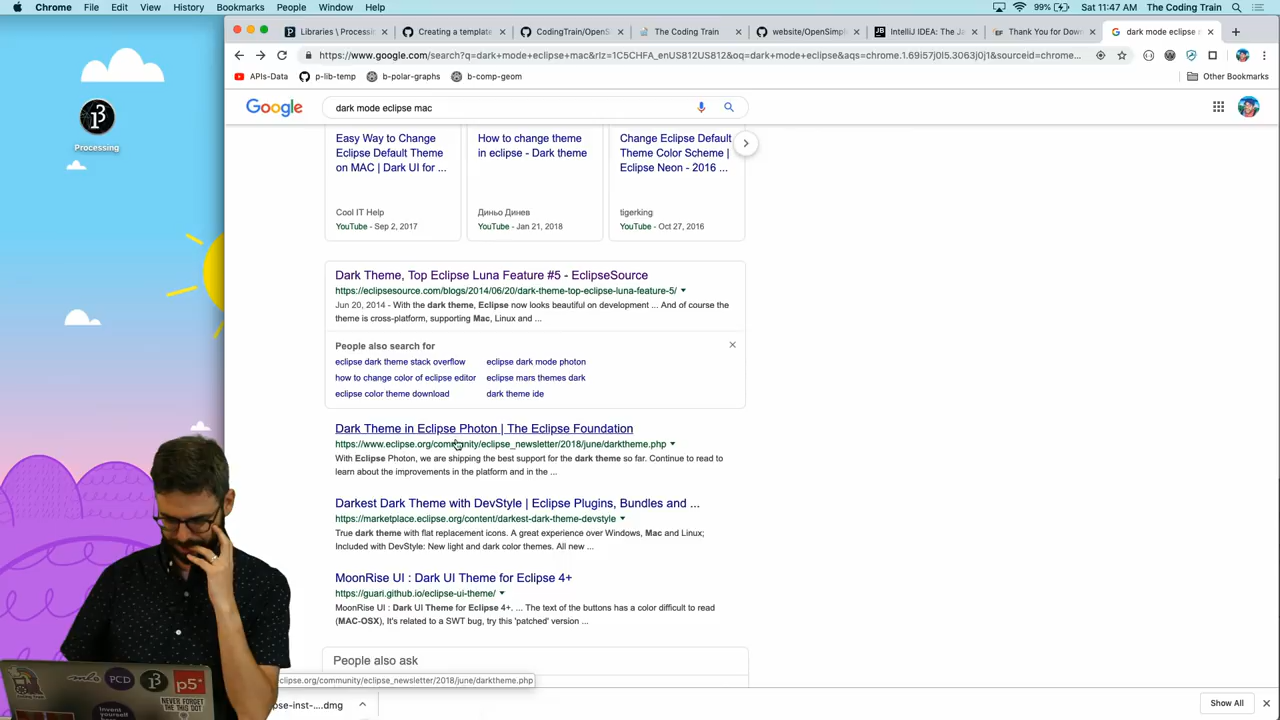 Chrome File Edit View History Bookmarks People Window Help 99% Sat 11:47 AM The Coding Train
Libraries \ Processin Creating a template CodingTrain/OpenS The Coding Train website/OpenSimple IntelliJ IDEA: The Ja Thank You for Down dark mode eclipse
https://www.google.com/search?q=dark+mode+eclipse+mac&rlz=1C5CHFA_enUS812US812&oq=dark+mode+eclipse+&aqs=chrome.1.69i57j0l5.3063j0j1&sourceid=chrome...
APIs-Data p-lib-temp b-polar-graphs b-comp-geom Other Bookmarks
Google dark mode eclipse mac
Processing
Easy Way to Change
Eclipse Default Theme
on MAC | Dark UI for ...
Cool IT Help
YouTube - Sep 2, 2017
How to change theme
in eclipse - Dark theme
Диньо Динев
YouTube - Jan 21, 2018
Change Eclipse Default
Theme Color Scheme |
Eclipse Neon - 2016 ...
tigerking
YouTube - Oct 27, 2016
Dark Theme, Top Eclipse Luna Feature #5 - EclipseSource
https://eclipsesource.com/blogs/2014/06/20/dark-theme-top-eclipse-luna-feature-5/
Jun 20, 2014 - With the dark theme, Eclipse now looks beautiful on development ... And of course the
theme is cross-platform, supporting Mac, Linux and ...
People also search for
eclipse dark theme stack overflow eclipse dark mode photon
how to change color of eclipse editor eclipse mars themes dark
eclipse color theme download dark theme ide
Dark Theme in Eclipse Photon | The Eclipse Foundation
https://www.eclipse.org/community/eclipse_newsletter/2018/june/darktheme.php
With Eclipse Photon, we are shipping the best support for the dark theme so far. Continue to read to
learn about the improvements in the platform and in the ...
Darkest Dark Theme with DevStyle | Eclipse Plugins, Bundles and ...
https://marketplace.eclipse.org/content/darkest-dark-theme-devstyle
True dark theme with flat replacement icons. A great experience over Windows, Mac and Linux;
Included with DevStyle: New light and dark color themes. All new ...
MoonRise UI : Dark UI Theme for Eclipse 4+
https://guari.github.io/eclipse-ui-theme/
MoonRise UI : Dark UI Theme for Eclipse 4+. ... The text of the buttons has a color difficult to read
(MAC-OSX), It's related to a SWT bug, try this 'patched' version ...
People also ask
clipse.org/community/eclipse_newsletter/2018/june/darktheme.php
pse-inst-....dmg Show All
PCD p5*
NEVER FORGET
THE THIS DOT
Invent
yourself